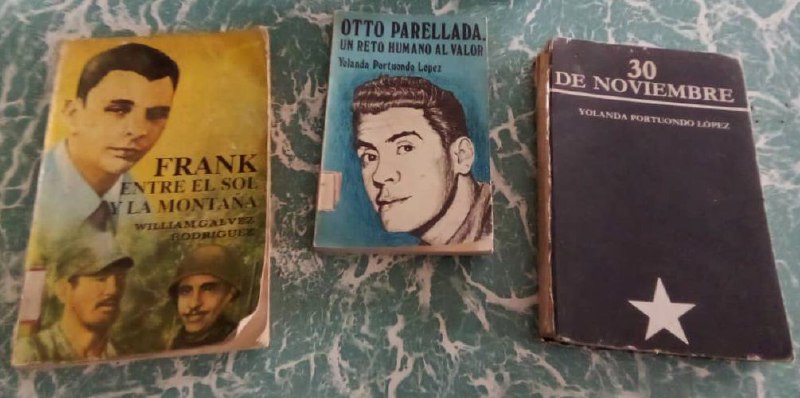 FRANK
ENTRE EL SOL
Y LA MONTAÑA
WILLIAM GALVEZ
RODRIGUEZ
OTTO PARELLADA.
UN RETO HUMANO AL VALOR
Yolanda Portuondo López
30
DE NOVIEMBRE
YOLANDA PORTUONDO LÓPEZ